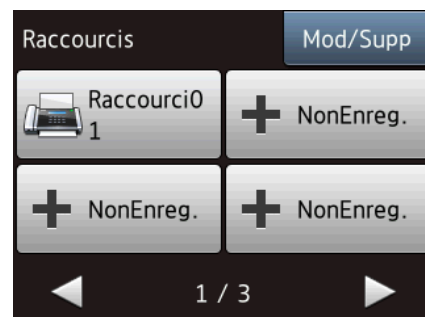 Raccourcis Mod/Supp
Raccourci0
1
NonEnreg.
NonEnreg. NonEnreg.
1 / 3